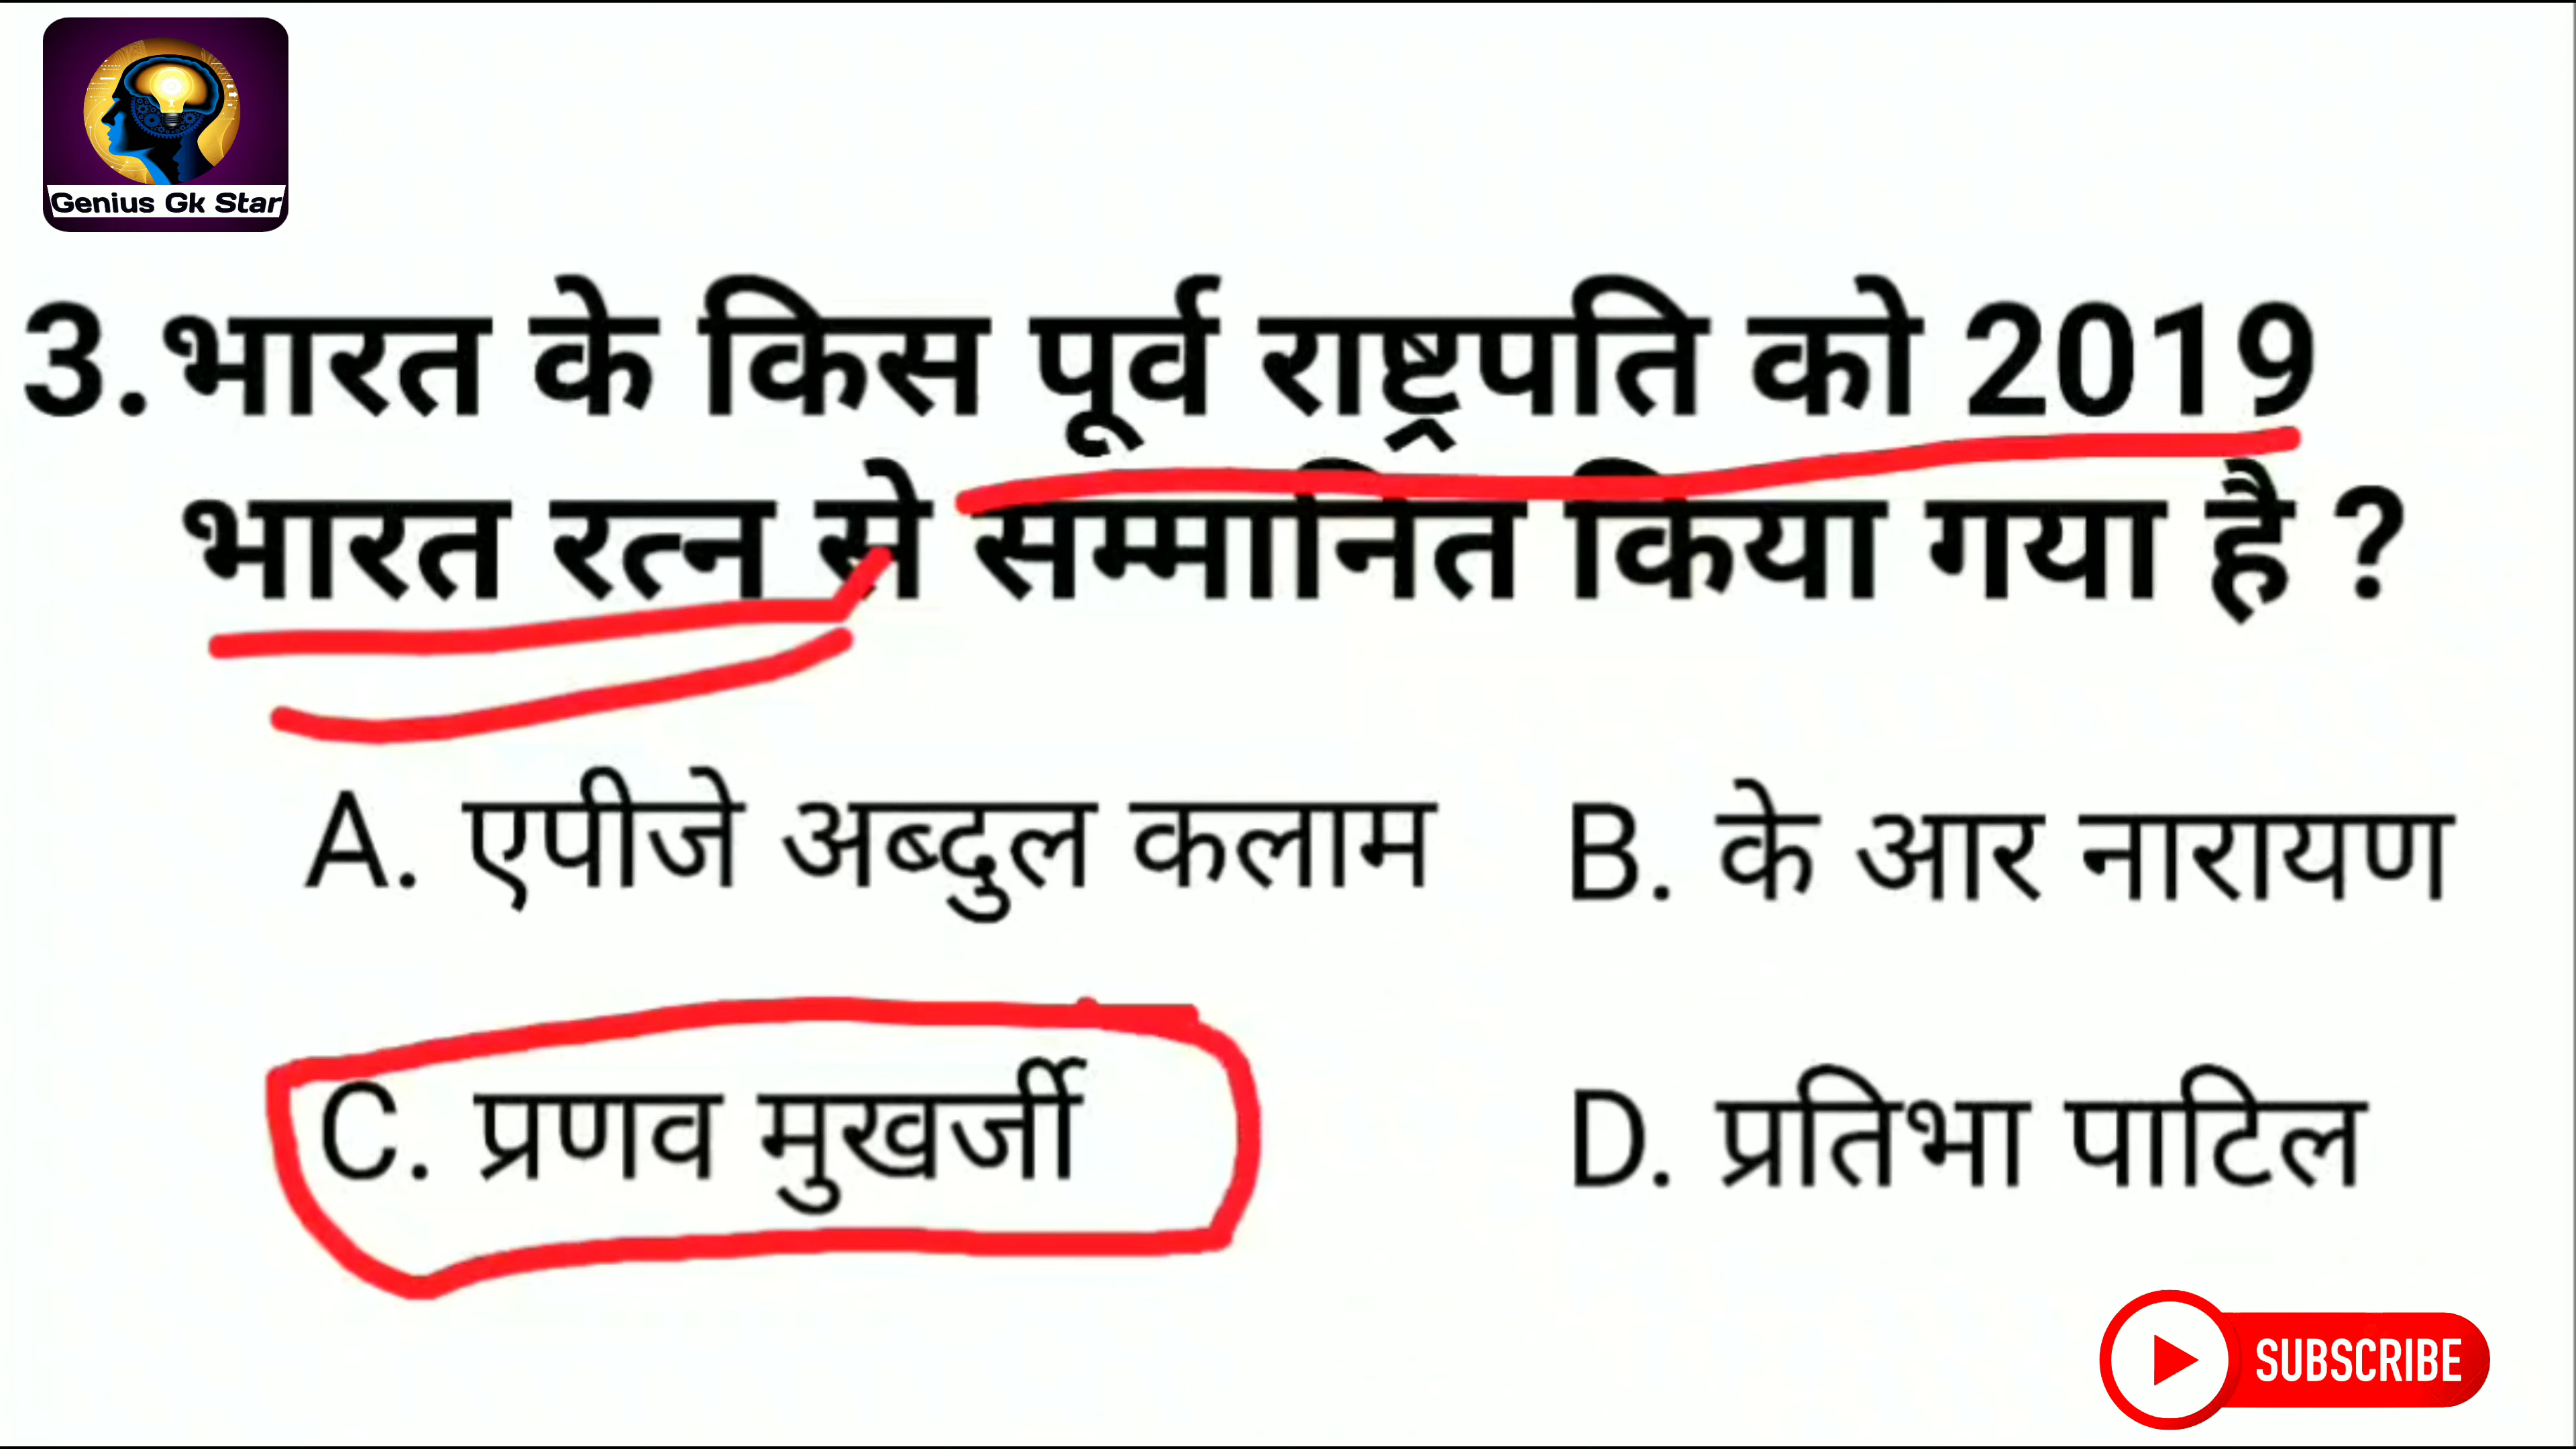 Genius Gk Star
3. भारत के किस पूर्व राष्ट्रपति को 2019
भारत रत्न से सम्मानित किया गया है ?
A. एपीजे अब्दुल कलाम B. के आर नारायण
C. प्रणव मुखर्जी D. प्रतिभा पाटिल
SUBSCRIBE